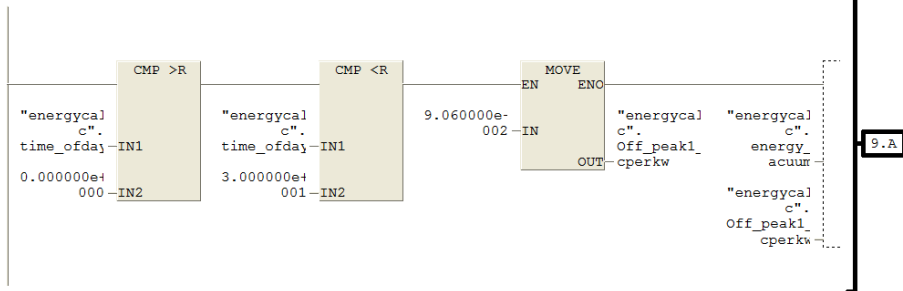 CMP >R
CMP <R
MOVE
EN
ENO
"energycal
c".
time_ofday
IN1
0.000000e+
000
IN2
"energycal
c".
time_ofday
IN1
3.000000e+
001
IN2
9.060000e-
002
IN
OUT
"energycal
c".
Off_peak1_
cperkw
"energycal
c".
energy_
acuum
"energycal
c".
Off_peak1_
cperkw
9.A